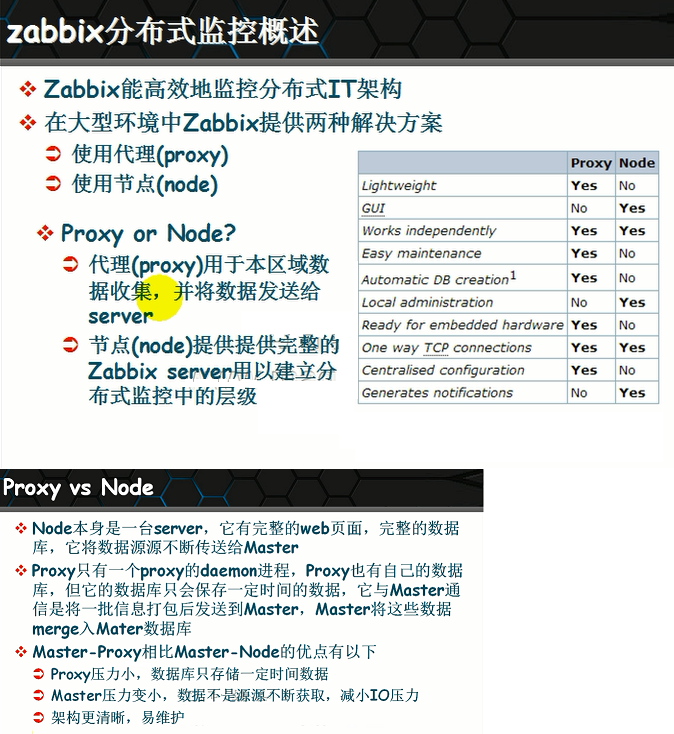 zabbix分布式监控概述
Zabbix能高效地监控分布式IT架构
在大型环境中Zabbix提供两种解决方案
使用代理(proxy)
使用节点(node)
Proxy or Node?
代理(proxy)用于本区域数
据收集，并将数据发送给
server
节点(node)提供提供完整的
Zabbix server用以建立分
布式监控中的层级
Proxy Node
Lightweight Yes No
GUI No Yes
Works independently Yes Yes
Easy maintenance Yes No
Automatic DB creation1 Yes No
Local administration No Yes
Ready for embedded hardware Yes No
One way TCP connections Yes Yes
Centralised configuration Yes No
Generates notifications No Yes
Proxy vs Node
Node本身是一台server，它有完整的web页面，完整的数据
库，它将数据源源不断传送给Master
Proxy只有一个proxy的daemon进程，Proxy也有自己的数据
库，但它的数据库只会保存一定时间的数据，它与Master通
信是将一批信息打包后发送到Master，Master将这些数据
merge入Mater数据库
Master-Proxy相比Master-Node的优点有以下
Proxy压力小，数据库只存储一定时间数据
Master压力变小，数据不是源源不断获取，减小IO压力
架构更清晰，易维护